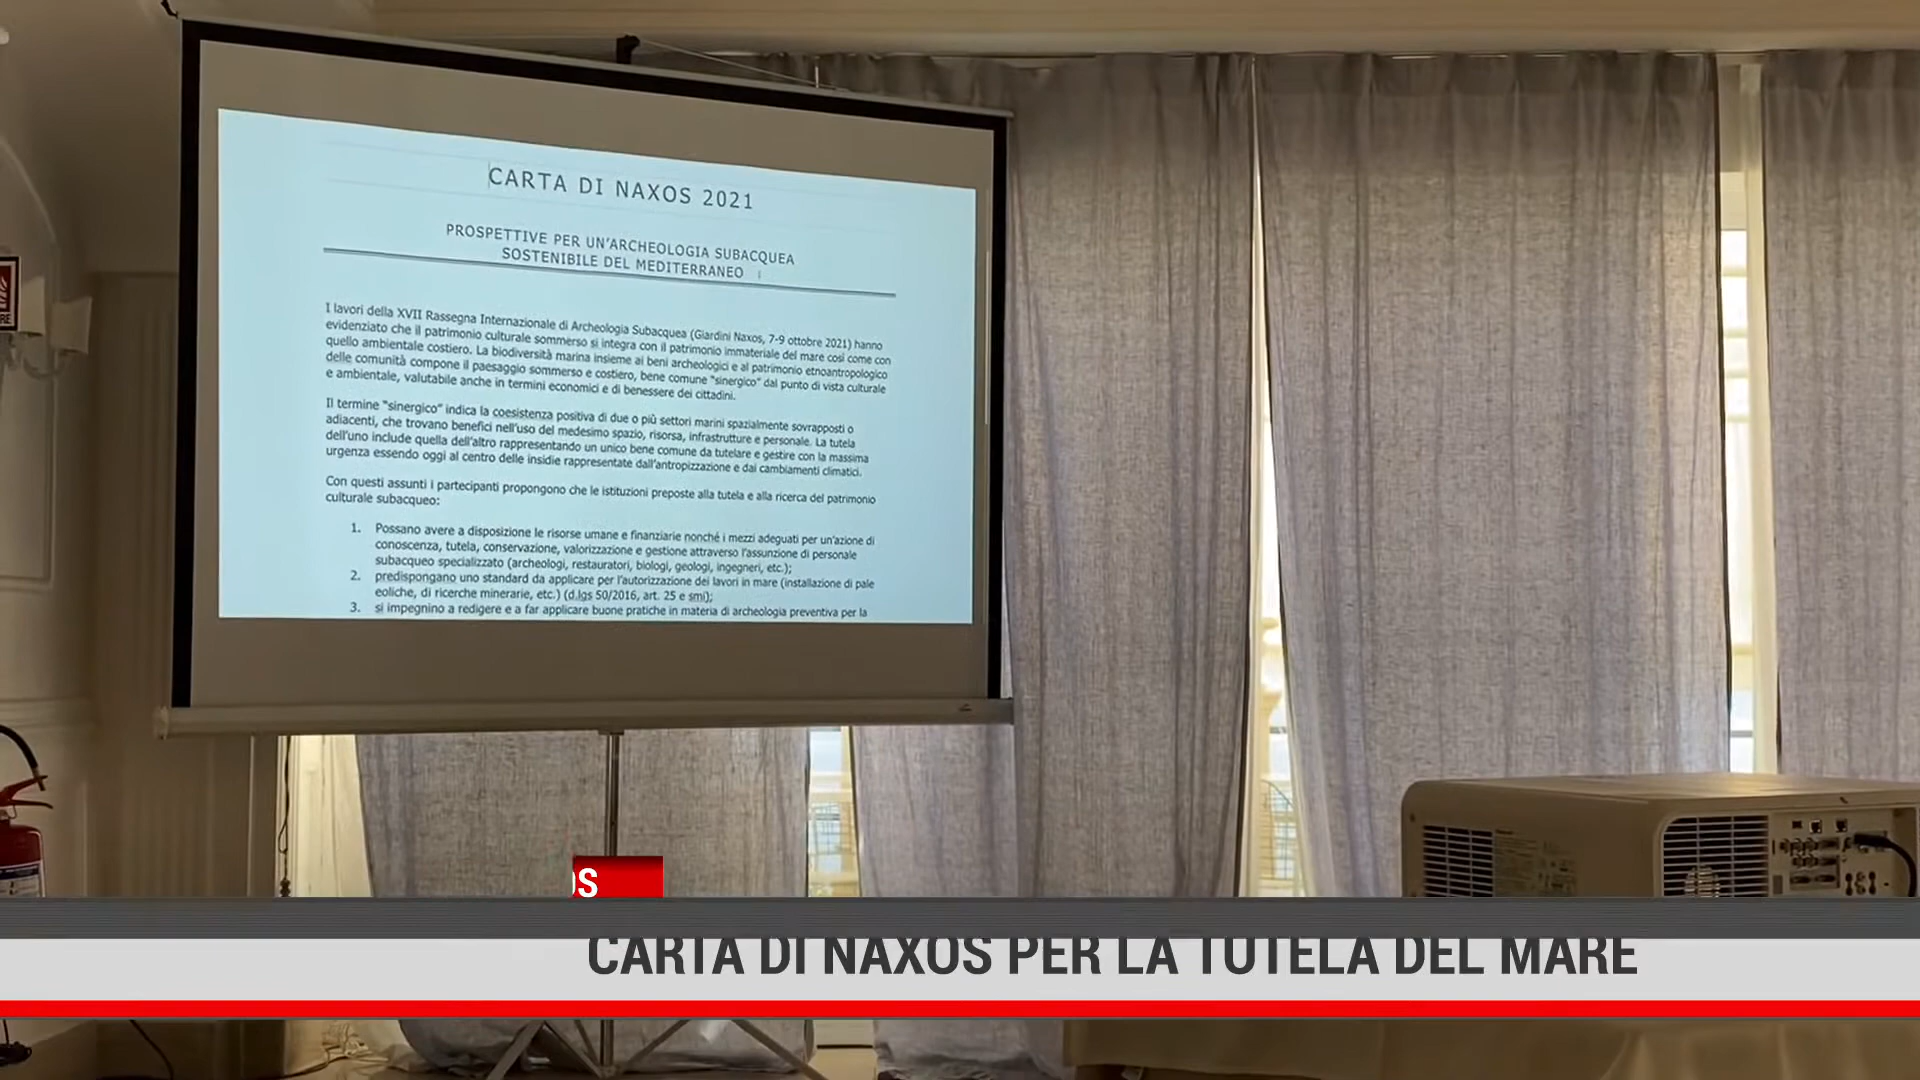 CARTA DI NAXOS 2021
PROSPETTIVE PER UN'ARCHEOLOGIA SUBACQUEA
SOSTENIBILE DEL MEDITERRANEO
I lavori della XVII Rassegna Internazionale di Archeologia Subacquea (Giardini Naxos, 7-9 ottobre 2021) hanno
evidenziato che il patrimonio culturale sommerso si integra con il patrimonio immateriale del mare così come con
quello ambientale costiero. La biodiversità marina insieme ai beni archeologici e al patrimonio etnoantropologico
delle comunità compone il paesaggio sommerso e costiero, bene comune "sinergico" dal punto di vista culturale
e ambientale, valutabile anche in termini economici e di benessere dei cittadini.
Il termine "sinergico" indica la coesistenza positiva di due o più settori marini spazialmente sovrapposti o
adiacenti, che trovano benefici nell'uso del medesimo spazio, risorsa, infrastrutture e personale. La tutela
dell'uno include quella dell'altro rappresentando un unico bene comune da tutelare e gestire con la massima
urgenza essendo oggi al centro delle insidie rappresentate dall'antropizzazione e dai cambiamenti climatici.
Con questi assunti i partecipanti propongono che le istituzioni preposte alla tutela e alla ricerca del patrimonio
culturale subacqueo:
1. Possano avere a disposizione le risorse umane e finanziarie nonché i mezzi adeguati per un'azione di
conoscenza, tutela, conservazione, valorizzazione e gestione attraverso l'assunzione di personale
subacqueo specializzato (archeologi, restauratori, biologi, geologi, ingegneri, etc.);
2. predispongano uno standard da applicare per l'autorizzazione dei lavori in mare (installazione di pale
eoliche, di ricerche minerarie, etc.) (d.lgs 50/2016, art. 25 e smi);
3. si impegnino a redigere e a far applicare buone pratiche in materia di archeologia preventiva per la
RE
OS
CARTA DI NAXOS PER LA TUTELA DEL MARE